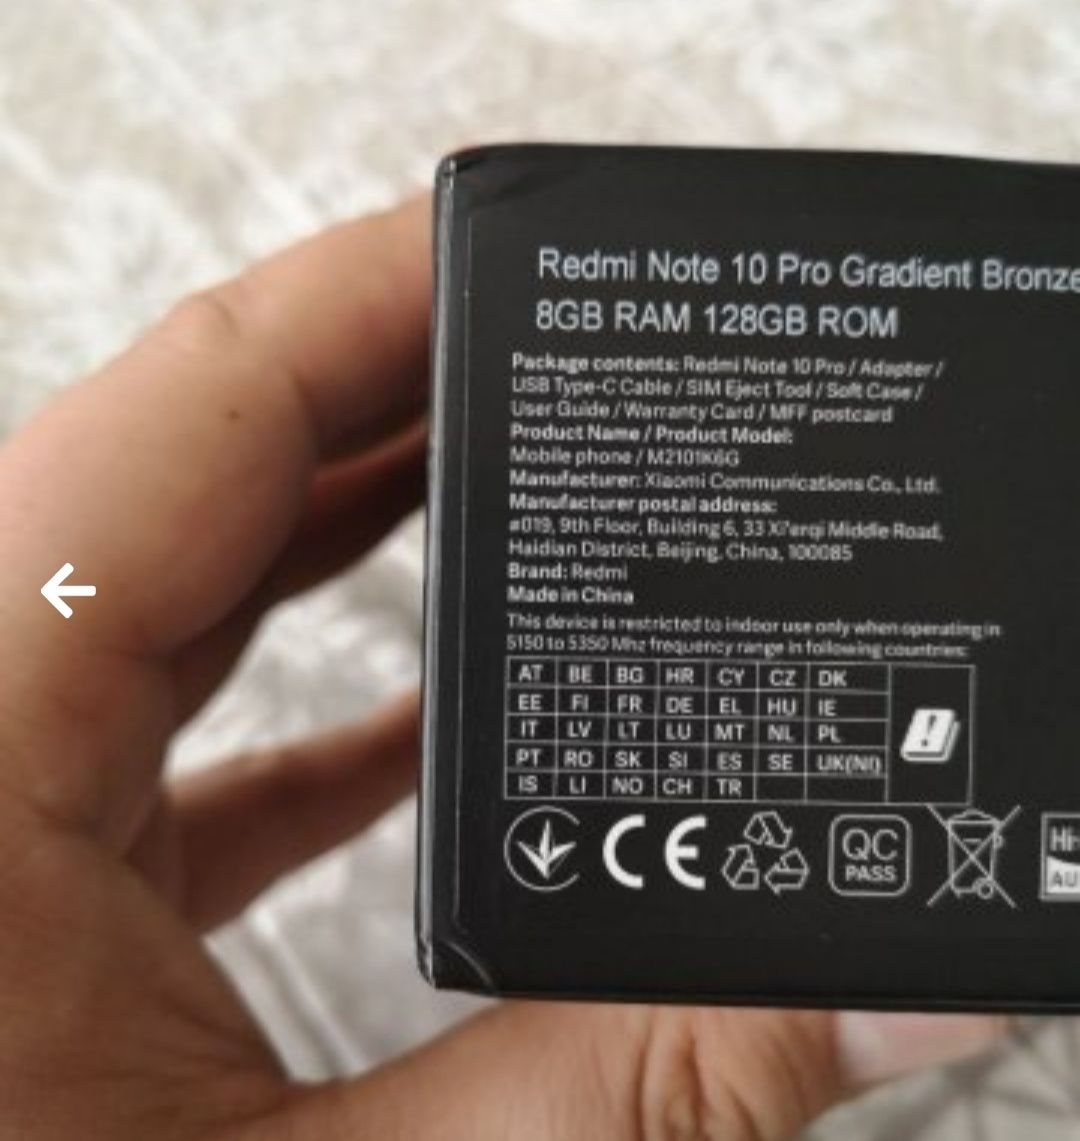 Redmi Note 10 Pro Gradient Bronze
8GB RAM 128GB ROM
Package contents: Redmi Note 10 Pro / Adapter /
USB Type-C Cable / SIM Eject Tool / Soft Case /
User Guide / Warranty Card / MFF postcard
Product Name / Product Model:
Mobile phone / M2101K6G
Manufacturer: Xiaomi Communications Co., Ltd.
Manufacturer postal address:
#019, 9th Floor, Building 6, 33 Xi'erqi Middle Road,
Haidian District, Beijing, China, 100085
Brand: Redmi
Made in China
This device is restricted to indoor use only when operating in
5150 to 5350 Mhz frequency range in following countries:
AT BE BG HR CY CZ DK
EE FI FR DE EL HU IE
IT LV LT LU MT NL PL
PT RO SK SI ES SE UK(NI)
IS LI NO CH TR
CE QC Hi-
PASS AU